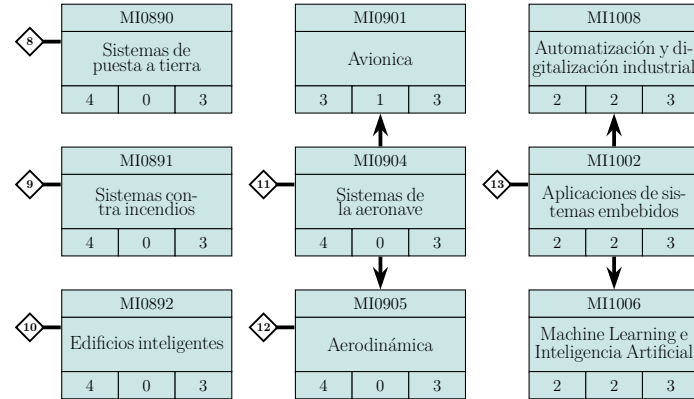 MI0890
8
Sistemas de
puesta a tierra
4 0 3
MI0901
Avionica
3 1 3
MI1008
Automatización y di-
gitalización industrial
2 2 3
MI0891
9
Sistemas con-
tra incendios
4 0 3
MI0904
11
Sistemas de
la aeronave
4 0 3
MI1002
13
Aplicaciones de sis-
temas embebidos
2 2 3
MI0892
10
Edificios inteligentes
4 0 3
MI0905
12
Aerodinámica
4 0 3
MI1006
Machine Learning e
Inteligencia Artificial
2 2 3